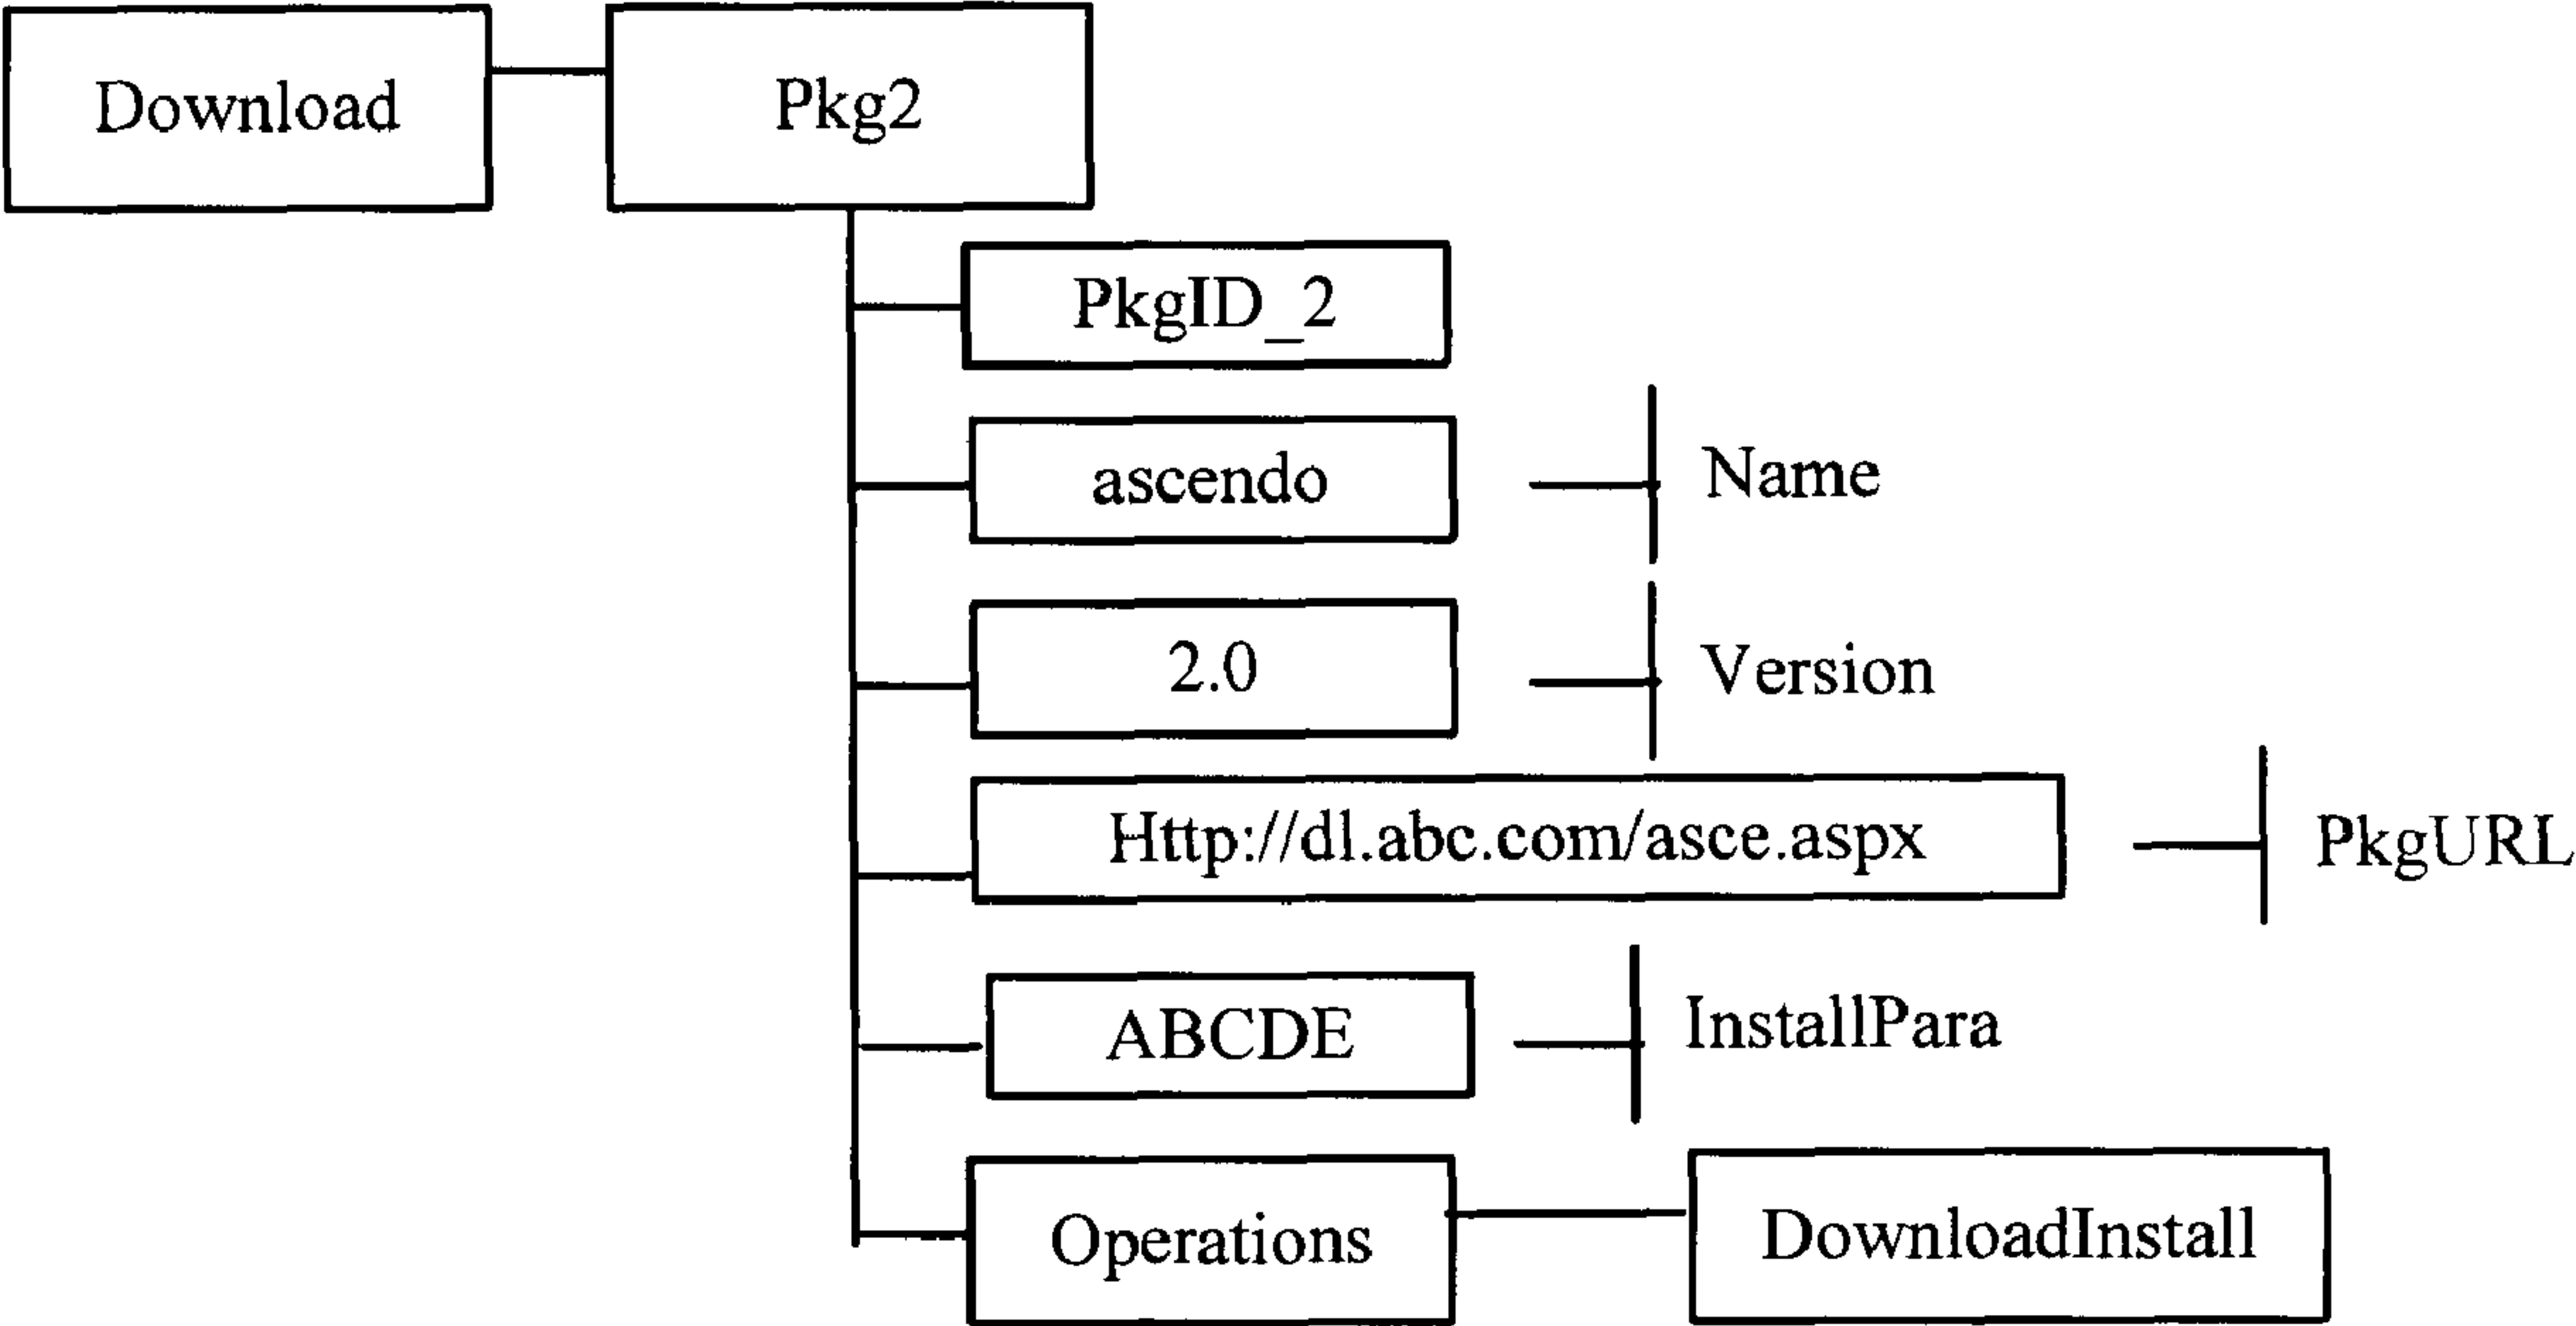 Download
Pkg2
PkgID_2
ascendo
Name
2.0
Version
Http://dl.abc.com/asce.aspx
PkgURL
ABCDE
InstallPara
Operations
DownloadInstall